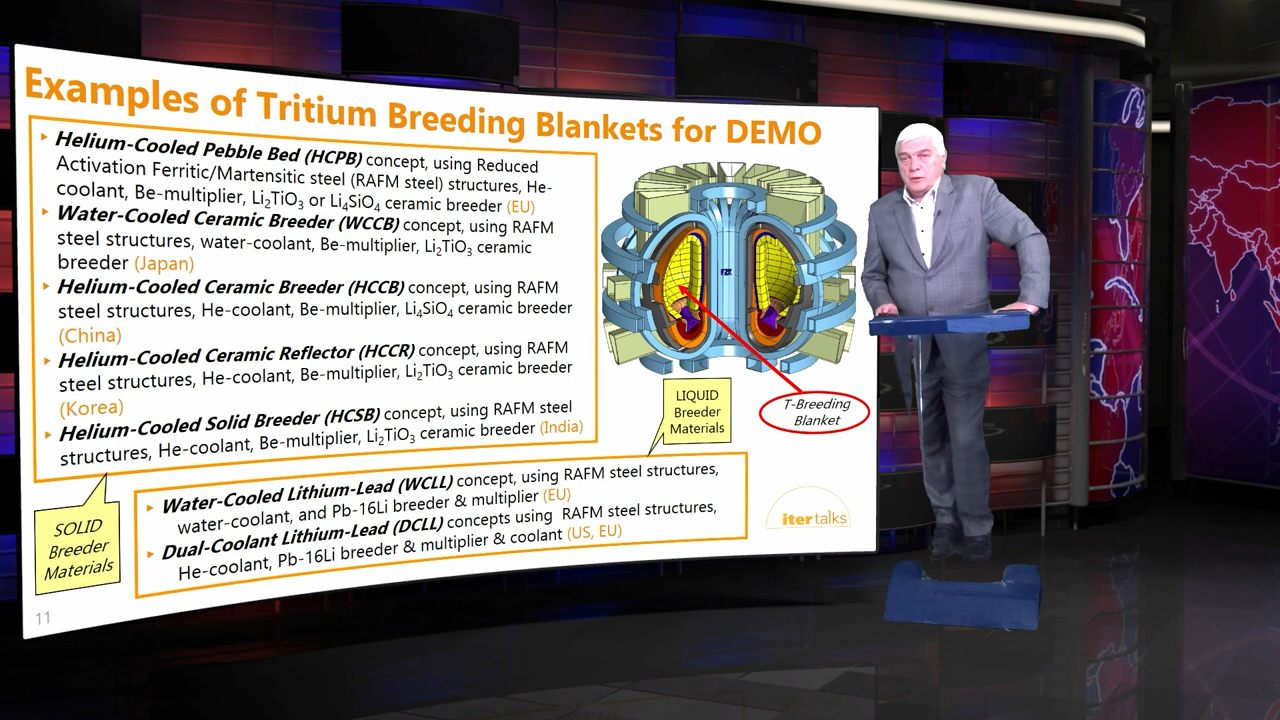 Examples of Tritium Breeding Blankets for DEMO
‣ Helium-Cooled Pebble Bed (HCPB) concept, using Reduced
Activation Ferritic/Martensitic steel (RAFM steel) structures, He-
coolant, Be-multiplier, Li₂TiO₃ or Li₄SiO₄ ceramic breeder (EU)
‣ Water-Cooled Ceramic Breeder (WCCB) concept, using RAFM
steel structures, water-coolant, Be-multiplier, Li₂TiO₃ ceramic
breeder (Japan)
‣ Helium-Cooled Ceramic Breeder (HCCB) concept, using RAFM
steel structures, He-coolant, Be-multiplier, Li₄SiO₄ ceramic breeder
(China)
‣ Helium-Cooled Ceramic Reflector (HCCR) concept, using RAFM
steel structures, He-coolant, Be-multiplier, Li₂TiO₃ ceramic breeder
(Korea)
‣ Helium-Cooled Solid Breeder (HCSB) concept, using RAFM steel
structures, He-coolant, Be-multiplier, Li₂TiO₃ ceramic breeder (India)
FZK
T-Breeding
Blanket
LIQUID
Breeder
Materials
‣ Water-Cooled Lithium-Lead (WCLL) concept, using RAFM steel structures,
water-coolant, and Pb-16Li breeder & multiplier (EU)
‣ Dual-Coolant Lithium-Lead (DCLL) concepts using RAFM steel structures,
He-coolant, Pb-16Li breeder & multiplier & coolant (US, EU)
SOLID
Breeder
Materials
iter talks
11